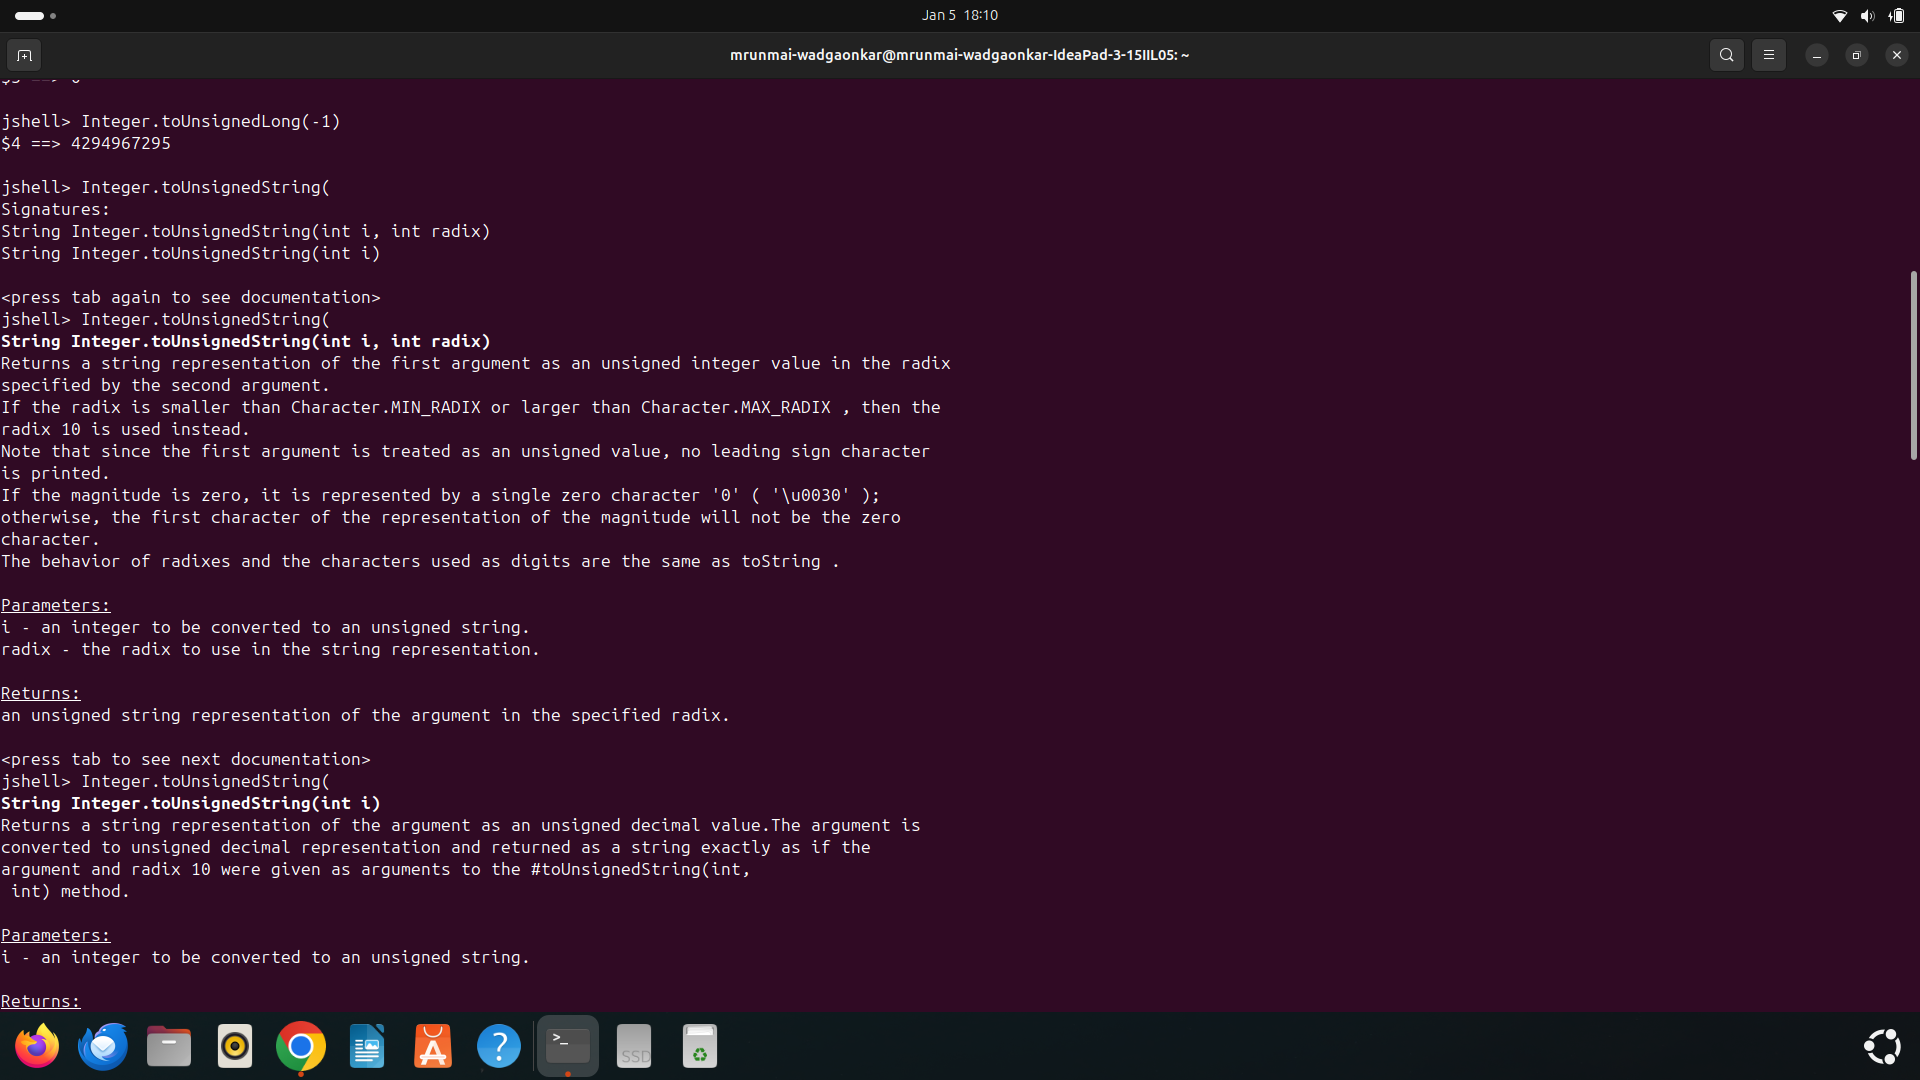 Jan 5 18:10
mrunmai-wadgaonkar@mrunmai-wadgaonkar-IdeaPad-3-15IIL05: ~
jshell> Integer.toUnsignedLong(-1)
$4 ==> 4294967295
jshell> Integer.toUnsignedString(
Signatures:
String Integer.toUnsignedString(int i, int radix)
String Integer.toUnsignedString(int i)
<press tab again to see documentation>
jshell> Integer.toUnsignedString(
String Integer.toUnsignedString(int i, int radix)
Returns a string representation of the first argument as an unsigned integer value in the radix
specified by the second argument.
If the radix is smaller than Character.MIN_RADIX or larger than Character.MAX_RADIX , then the
radix 10 is used instead.
Note that since the first argument is treated as an unsigned value, no leading sign character
is printed.
If the magnitude is zero, it is represented by a single zero character '0' ( '\u0030' );
otherwise, the first character of the representation of the magnitude will not be the zero
character.
The behavior of radixes and the characters used as digits are the same as toString .
Parameters:
i - an integer to be converted to an unsigned string.
radix - the radix to use in the string representation.
Returns:
an unsigned string representation of the argument in the specified radix.
<press tab to see next documentation>
jshell> Integer.toUnsignedString(
String Integer.toUnsignedString(int i)
Returns a string representation of the argument as an unsigned decimal value.The argument is
converted to unsigned decimal representation and returned as a string exactly as if the
argument and radix 10 were given as arguments to the #toUnsignedString(int,
 int) method.
Parameters:
i - an integer to be converted to an unsigned string.
Returns:
>_
?
SSD